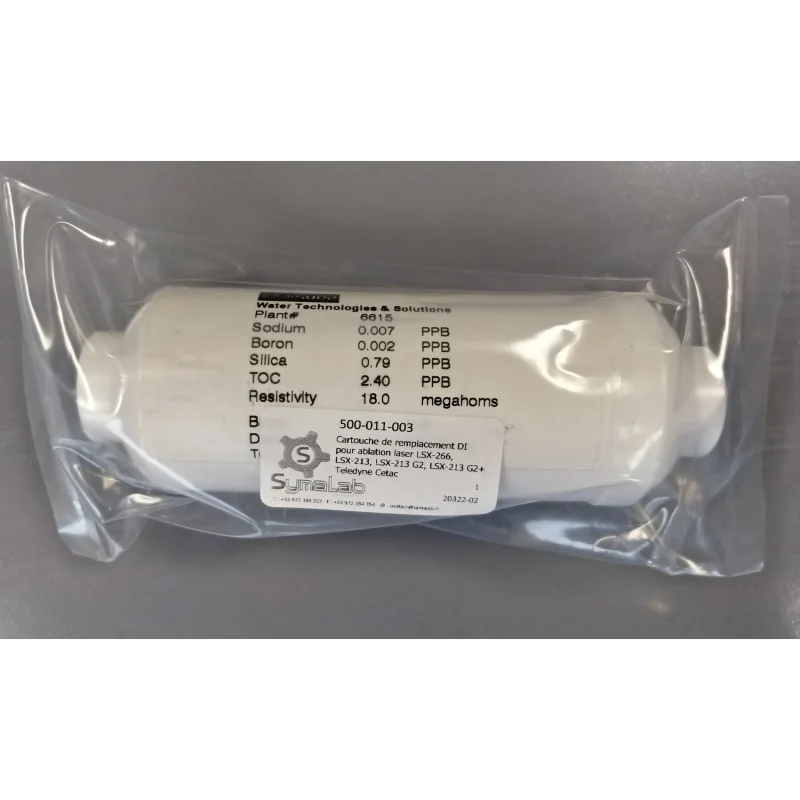 Water Technologies & Solutions
Plant# 6615
Sodium 0.007 PPB
Boron 0.002 PPB
Silica 0.79 PPB
TOC 2.40 PPB
Resistivity 18.0 megahoms
500-011-003
Cartouche de remplacement DI
pour ablation laser LSX-266,
LSX-213, LSX-213 G2, LSX-213 G2+
Teledyne Cetac
S
SymaLab
1
20322-02